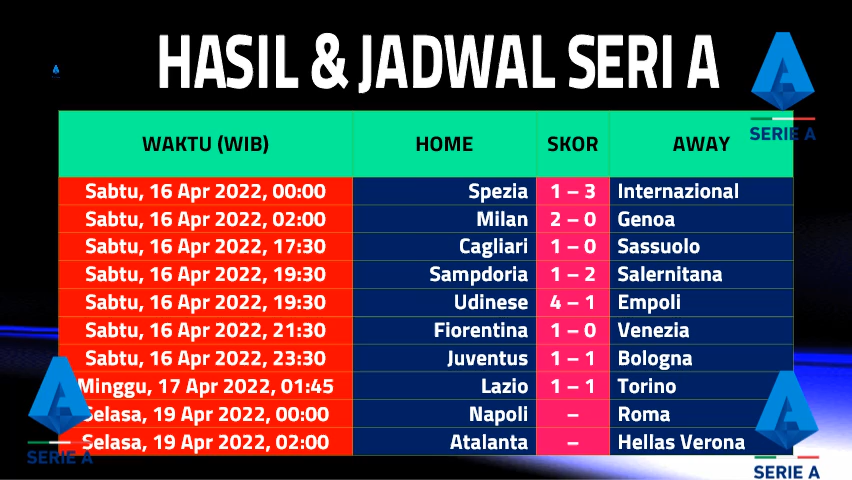 HASIL & JADWAL SERI A
SERIE A
WAKTU (WIB) HOME SKOR AWAY
Sabtu, 16 Apr 2022, 00:00 Spezia 1 – 3 Internazional
Sabtu, 16 Apr 2022, 02:00 Milan 2 – 0 Genoa
Sabtu, 16 Apr 2022, 17:30 Cagliari 1 – 0 Sassuolo
Sabtu, 16 Apr 2022, 19:30 Sampdoria 1 – 2 Salernitana
Sabtu, 16 Apr 2022, 19:30 Udinese 4 – 1 Empoli
Sabtu, 16 Apr 2022, 21:30 Fiorentina 1 – 0 Venezia
Sabtu, 16 Apr 2022, 23:30 Juventus 1 – 1 Bologna
Minggu, 17 Apr 2022, 01:45 Lazio 1 – 1 Torino
Selasa, 19 Apr 2022, 00:00 Napoli – Roma
Selasa, 19 Apr 2022, 02:00 Atalanta – Hellas Verona
SERIE A
SERIE A